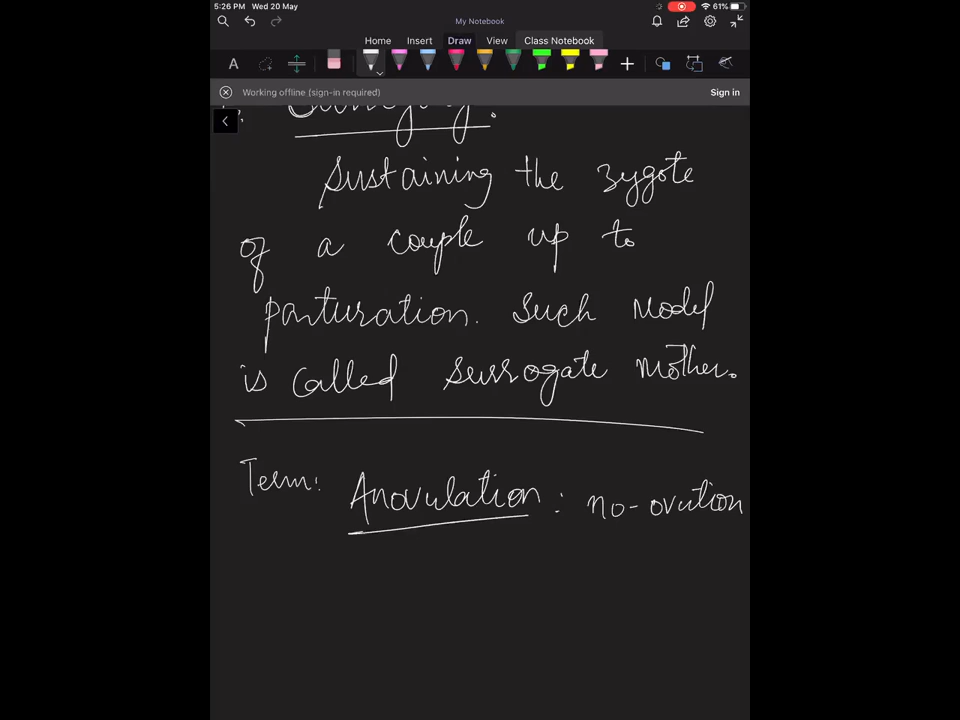 5:26 PM Wed 20 May
61%
My Notebook
Home Insert Draw View Class Notebook
A
Working offline (sign-in required) Sign in
Sustaining the zygote
of a couple up to
parturation. Such model
is called surrogate mother.
Term: Anovulation : no-ovution